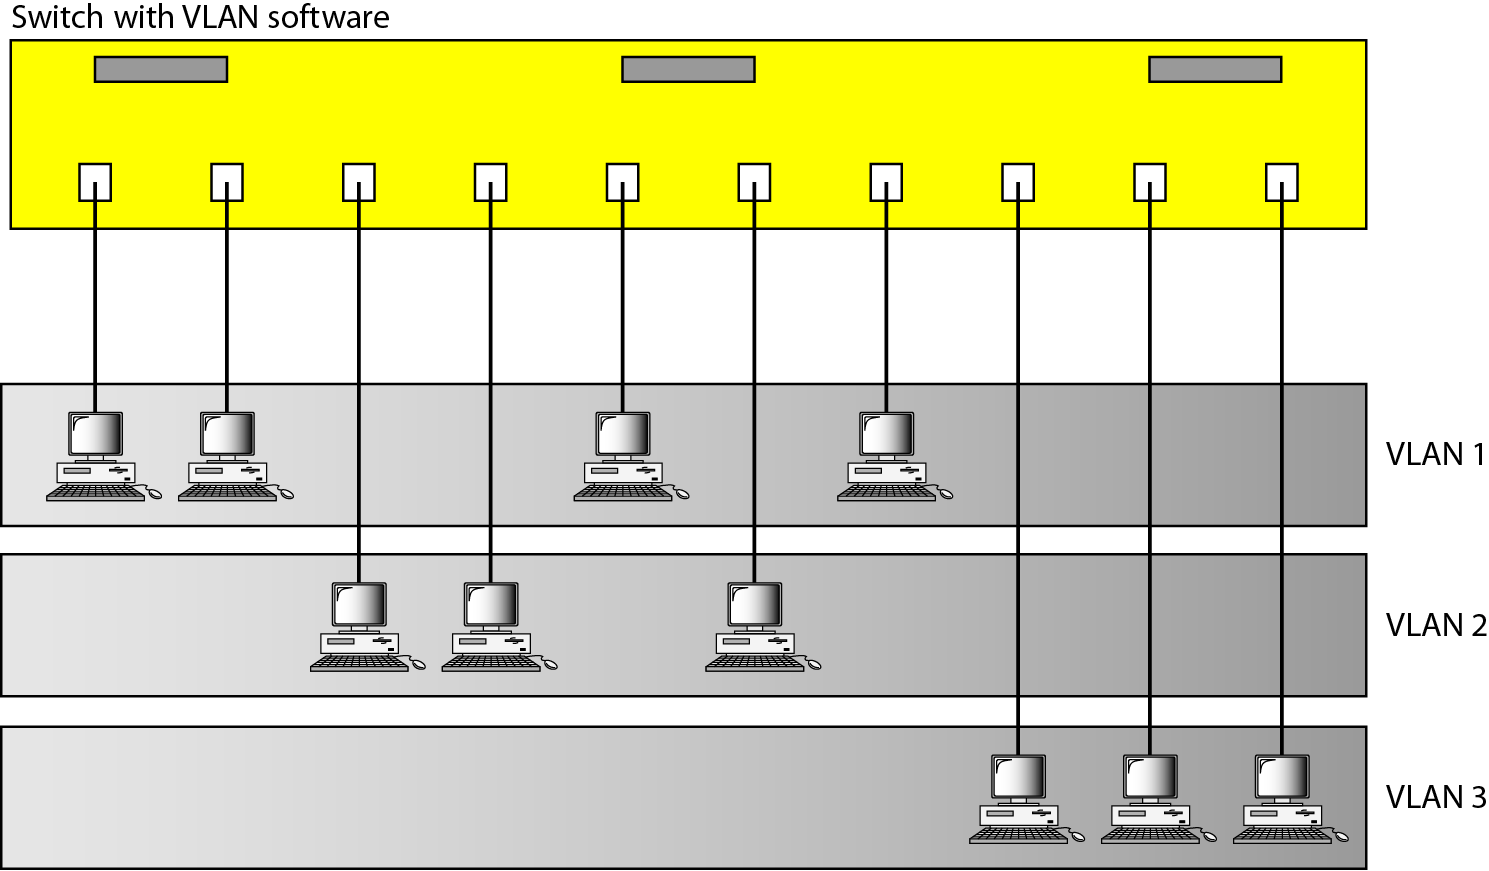 Switch with VLAN software
VLAN 1
VLAN 2
VLAN 3